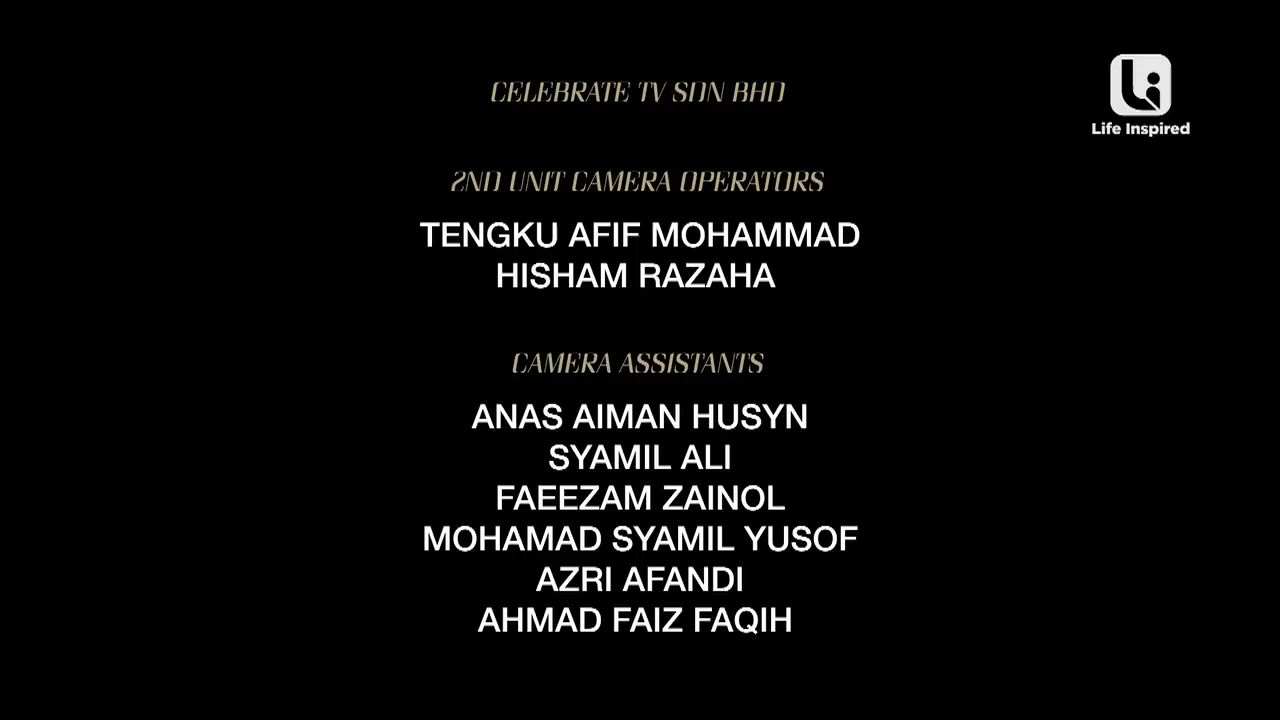 CELEBRATE TV SDN BHD
Life Inspired
2ND UNIT CAMERA OPERATORS
TENGKU AFIF MOHAMMAD
HISHAM RAZAHA
CAMERA ASSISTANTS
ANAS AIMAN HUSYN
SYAMIL ALI
FAEEZAM ZAINOL
MOHAMAD SYAMIL YUSOF
AZRI AFANDI
AHMAD FAIZ FAQIH